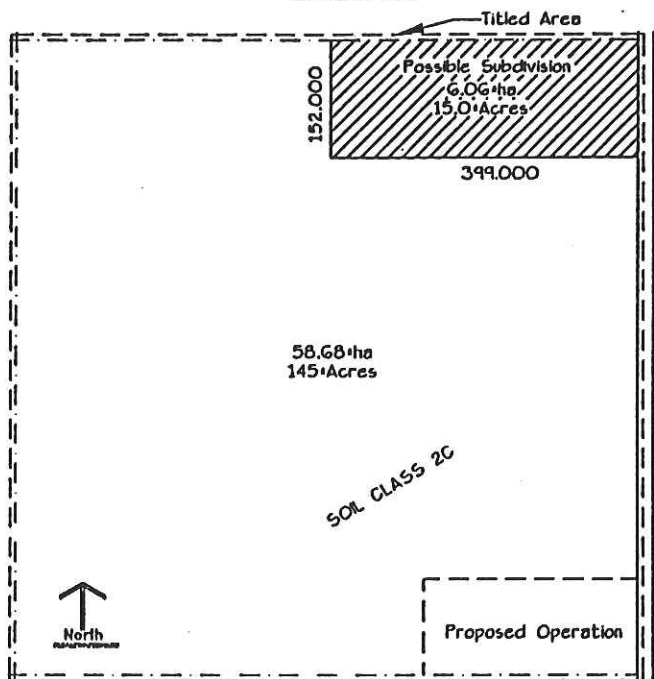 Titled Area
Possible Subdivision
6.06 ha
15.0 Acres
152.000
399.000
58.68 ha
145 Acres
SOIL CLASS 2C
North
Proposed Operation